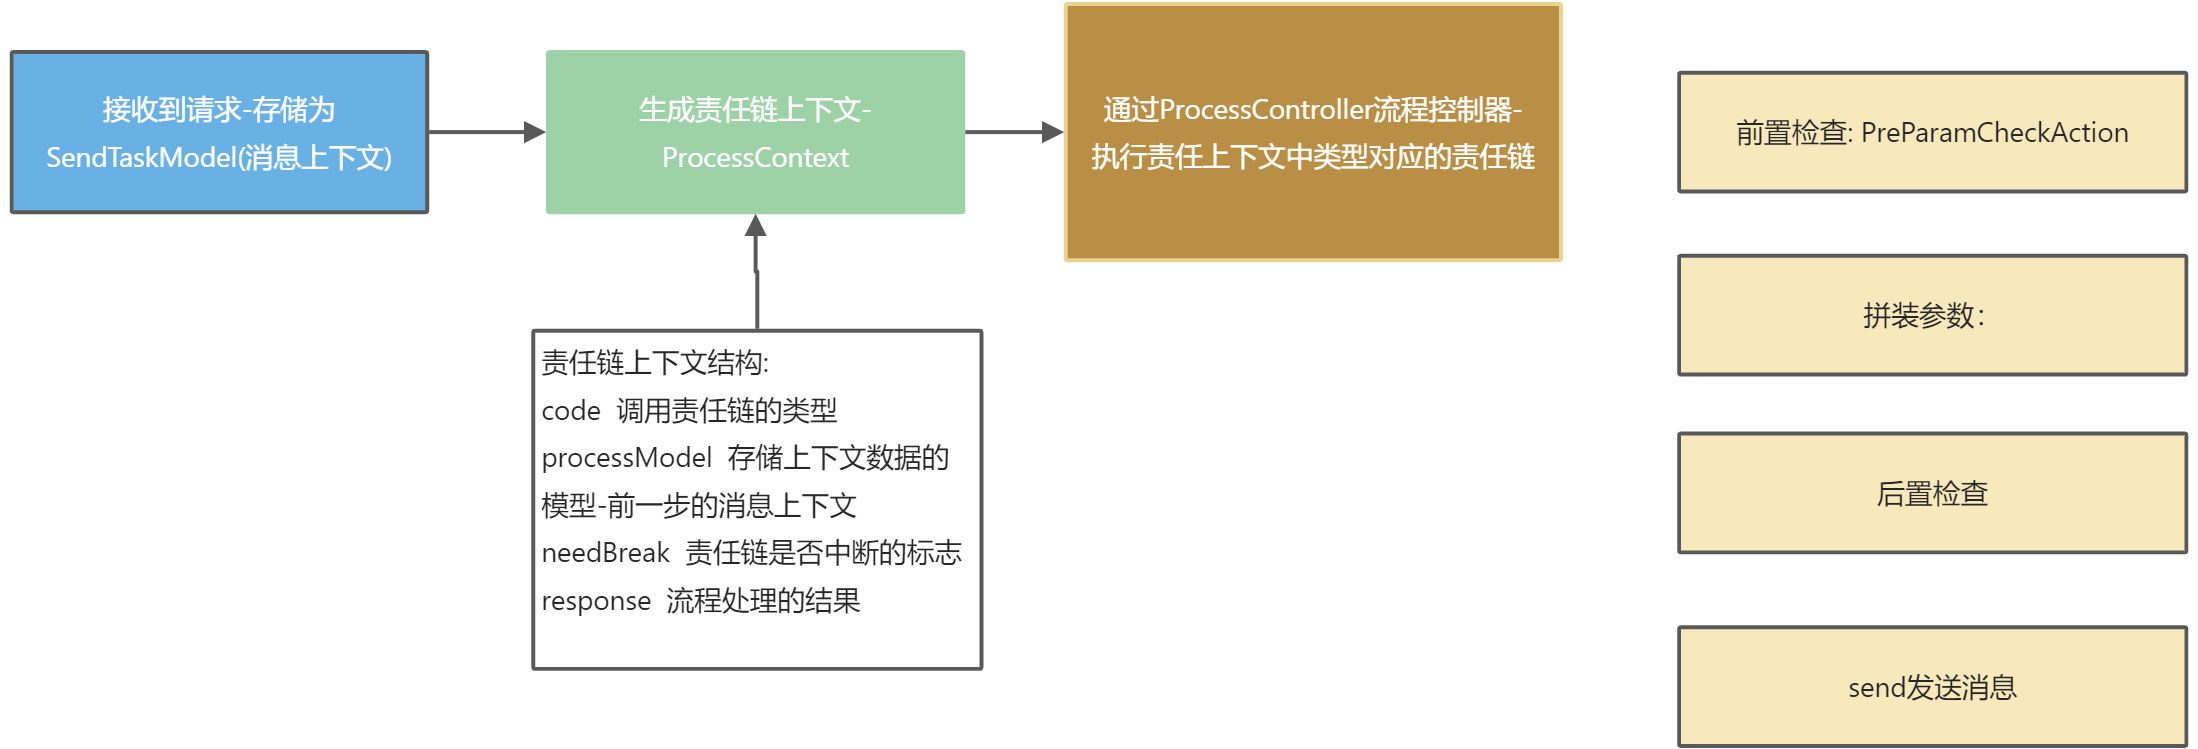 接收到请求-存储为
SendTaskModel(消息上下文)
生成责任链上下文-
ProcessContext
通过ProcessController流程控制器-
执行责任上下文中类型对应的责任链
责任链上下文结构:
code 调用责任链的类型
processModel 存储上下文数据的
模型-前一步的消息上下文
needBreak 责任链是否中断的标志
response 流程处理的结果
前置检查: PreParamCheckAction
拼装参数：
后置检查
send发送消息